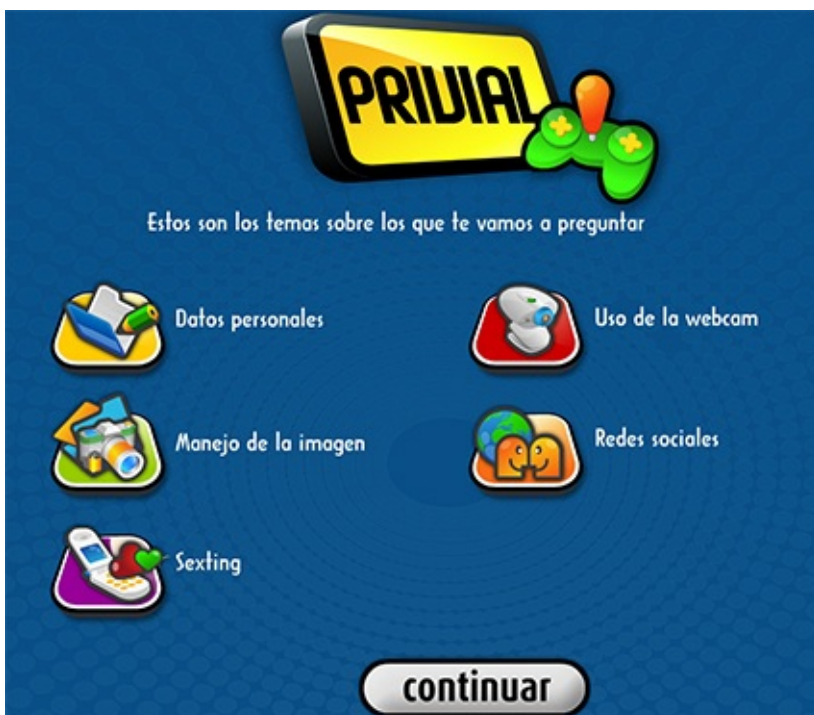 PRIVIAL
Estos son los temas sobre los que te vamos a preguntar
Datos personales
Uso de la webcam
Manejo de la imagen
Redes sociales
Sexting
continuar